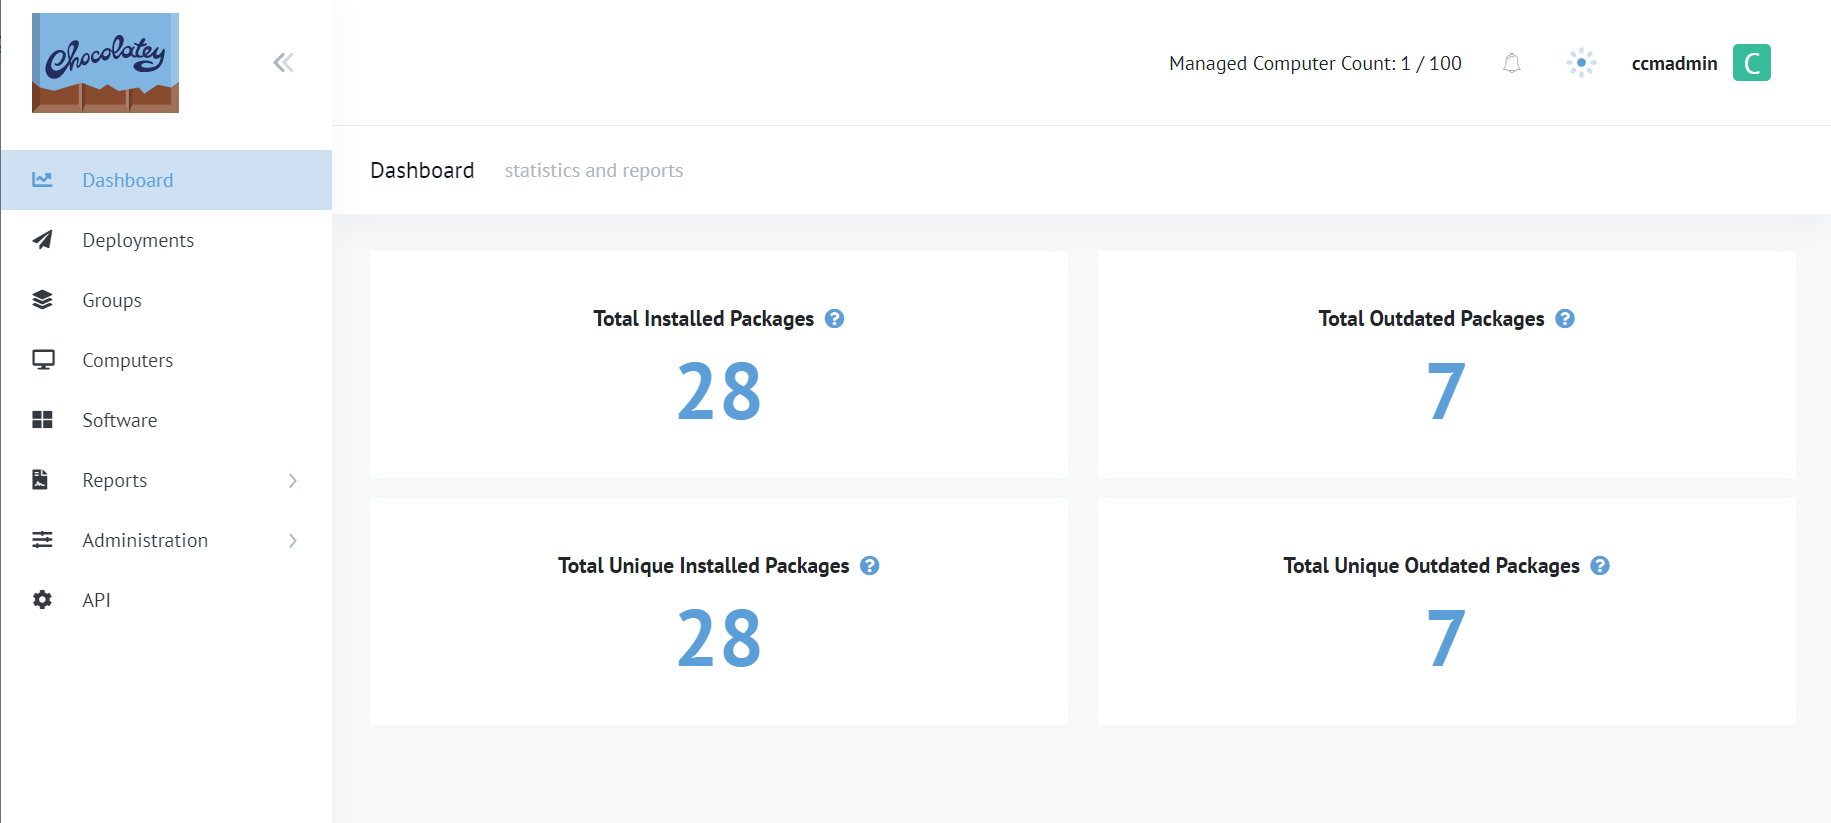 Chocolatey
Managed Computer Count: 1 / 100
ccmadmin
C
Dashboard
Deployments
Groups
Computers
Software
Reports
Administration
API
Dashboard statistics and reports
Total Installed Packages ?
28
Total Outdated Packages ?
7
Total Unique Installed Packages ?
28
Total Unique Outdated Packages ?
7